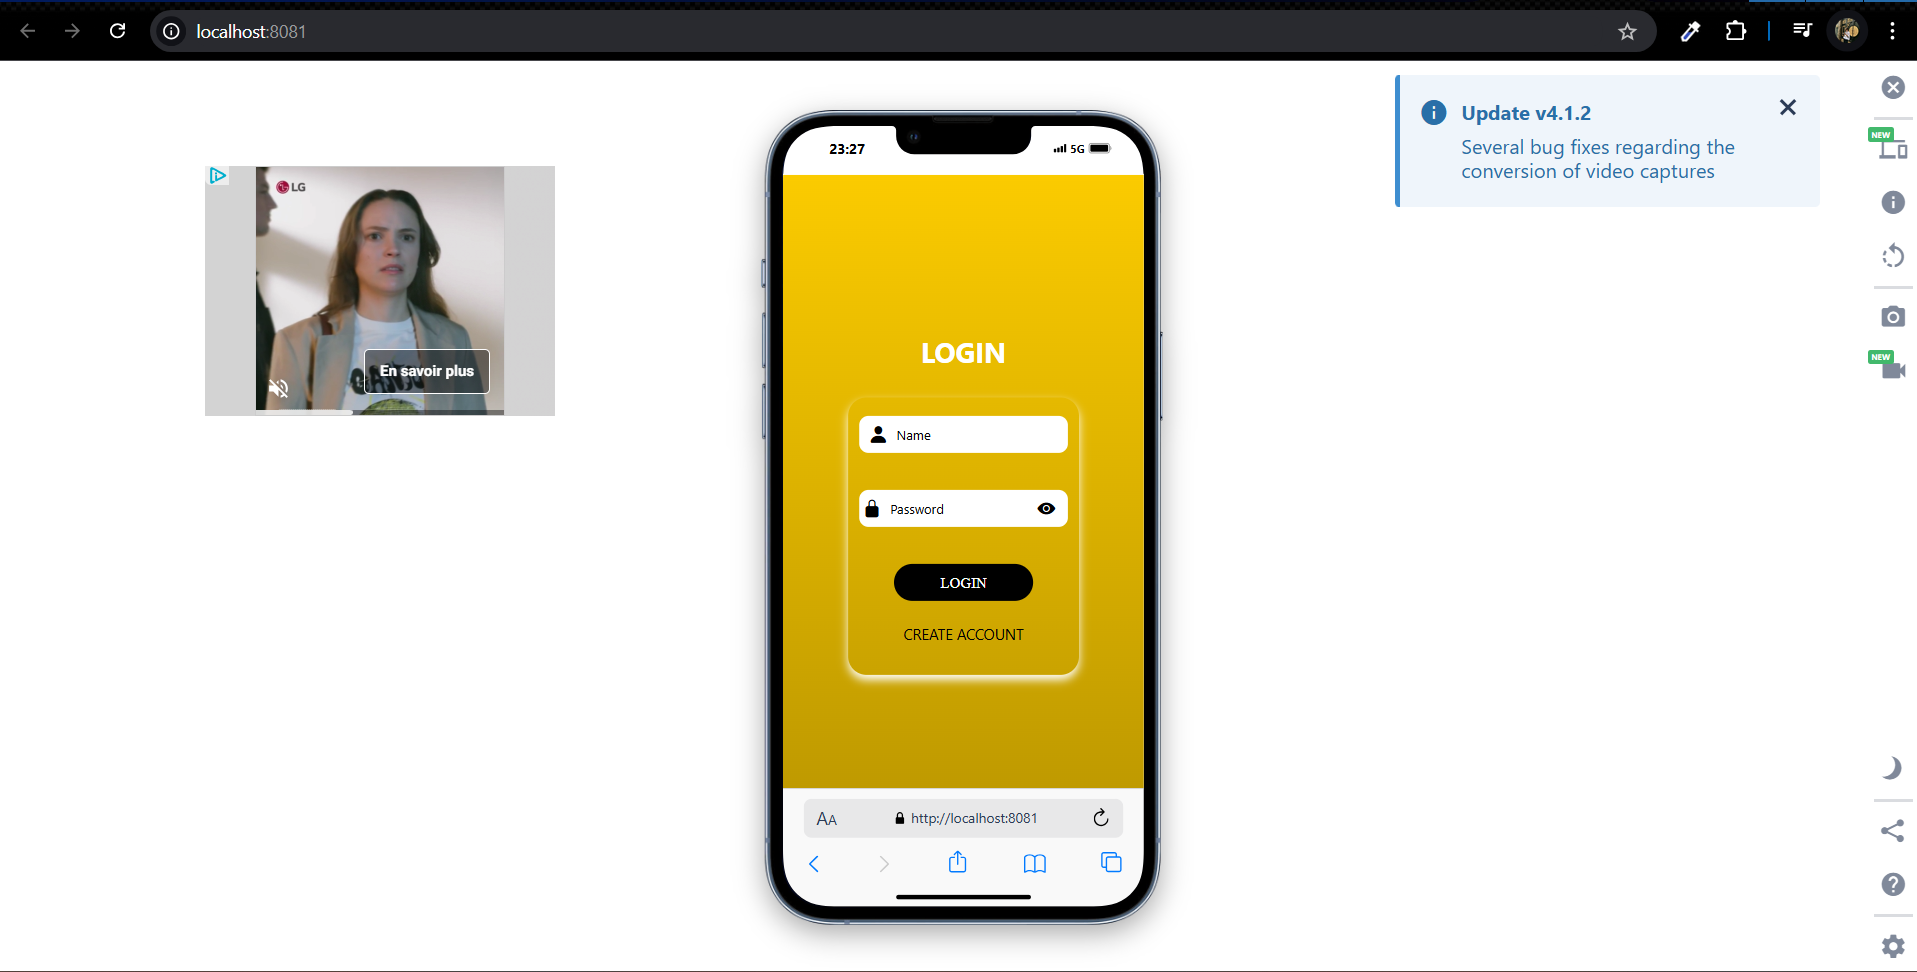 localhost:8081
LG
En savoir plus
23:27
5G
LOGIN
Name
Password
LOGIN
CREATE ACCOUNT
AA
http://localhost:8081
Update v4.1.2
Several bug fixes regarding the
conversion of video captures
NEW
NEW